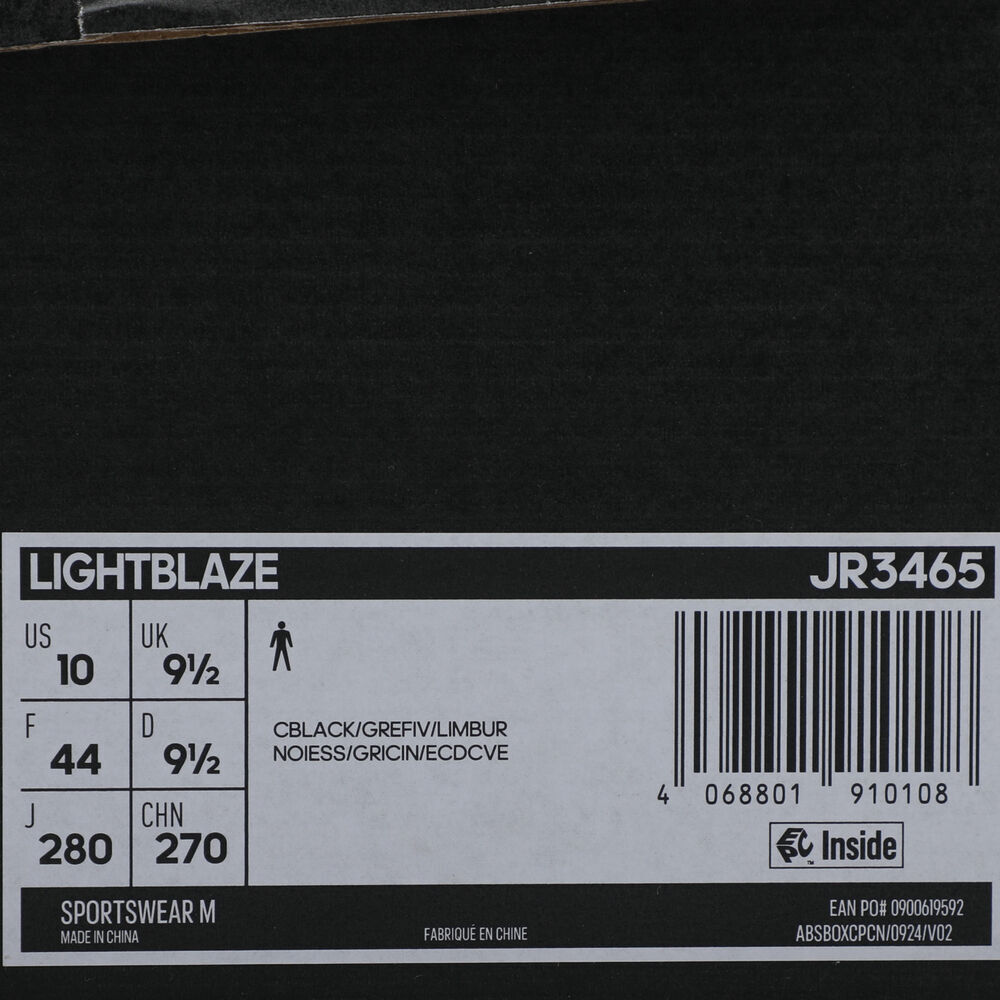 LIGHTBLAZE JR3465
US 10 UK 9½
F 44 D 9½
J 280 CHN 270
CBLACK/GREFIV/LIMBUR
NOIESS/GRICIN/ECDCVE
4 068801 910108
EPC Inside
SPORTSWEAR M
MADE IN CHINA
FABRIQUÉ EN CHINE
EAN PO# 0900619592
ABSBOXCPCN/0924/V02